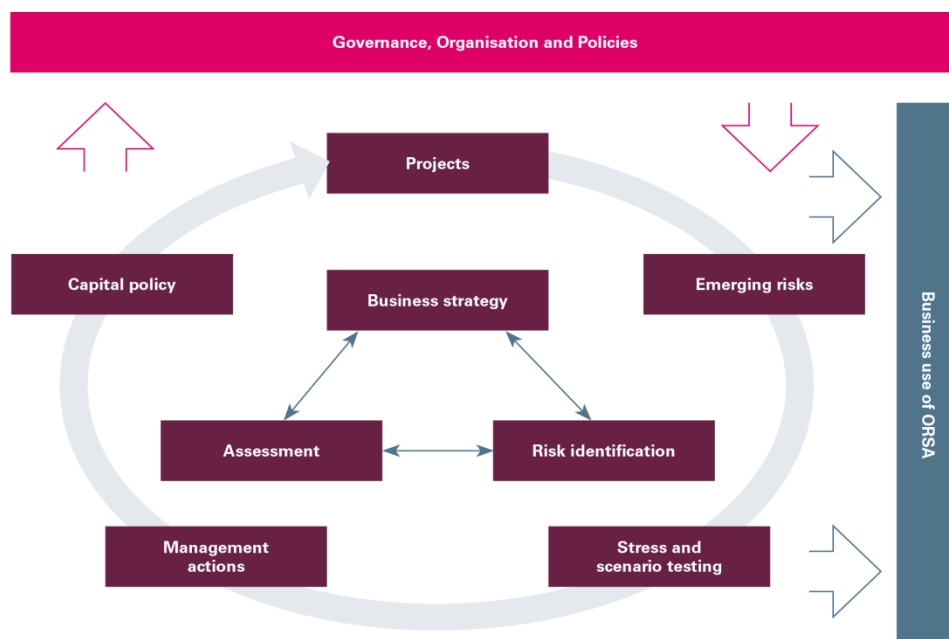 Governance, Organisation and Policies
Projects
Capital policy
Emerging risks
Business strategy
Assessment
Risk identification
Management
actions
Stress and
scenario testing
Business use of ORSA